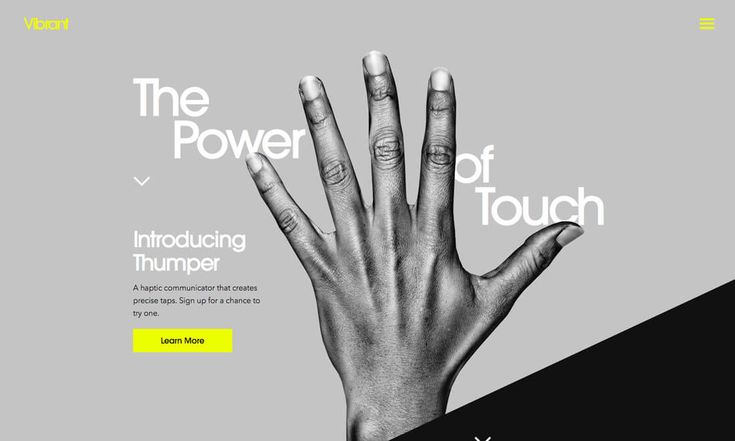 Vibrant
The
Power
of
Touch
Introducing
Thumper
A haptic communicator that creates
precise taps. Sign up for a chance to
try one.
Learn More